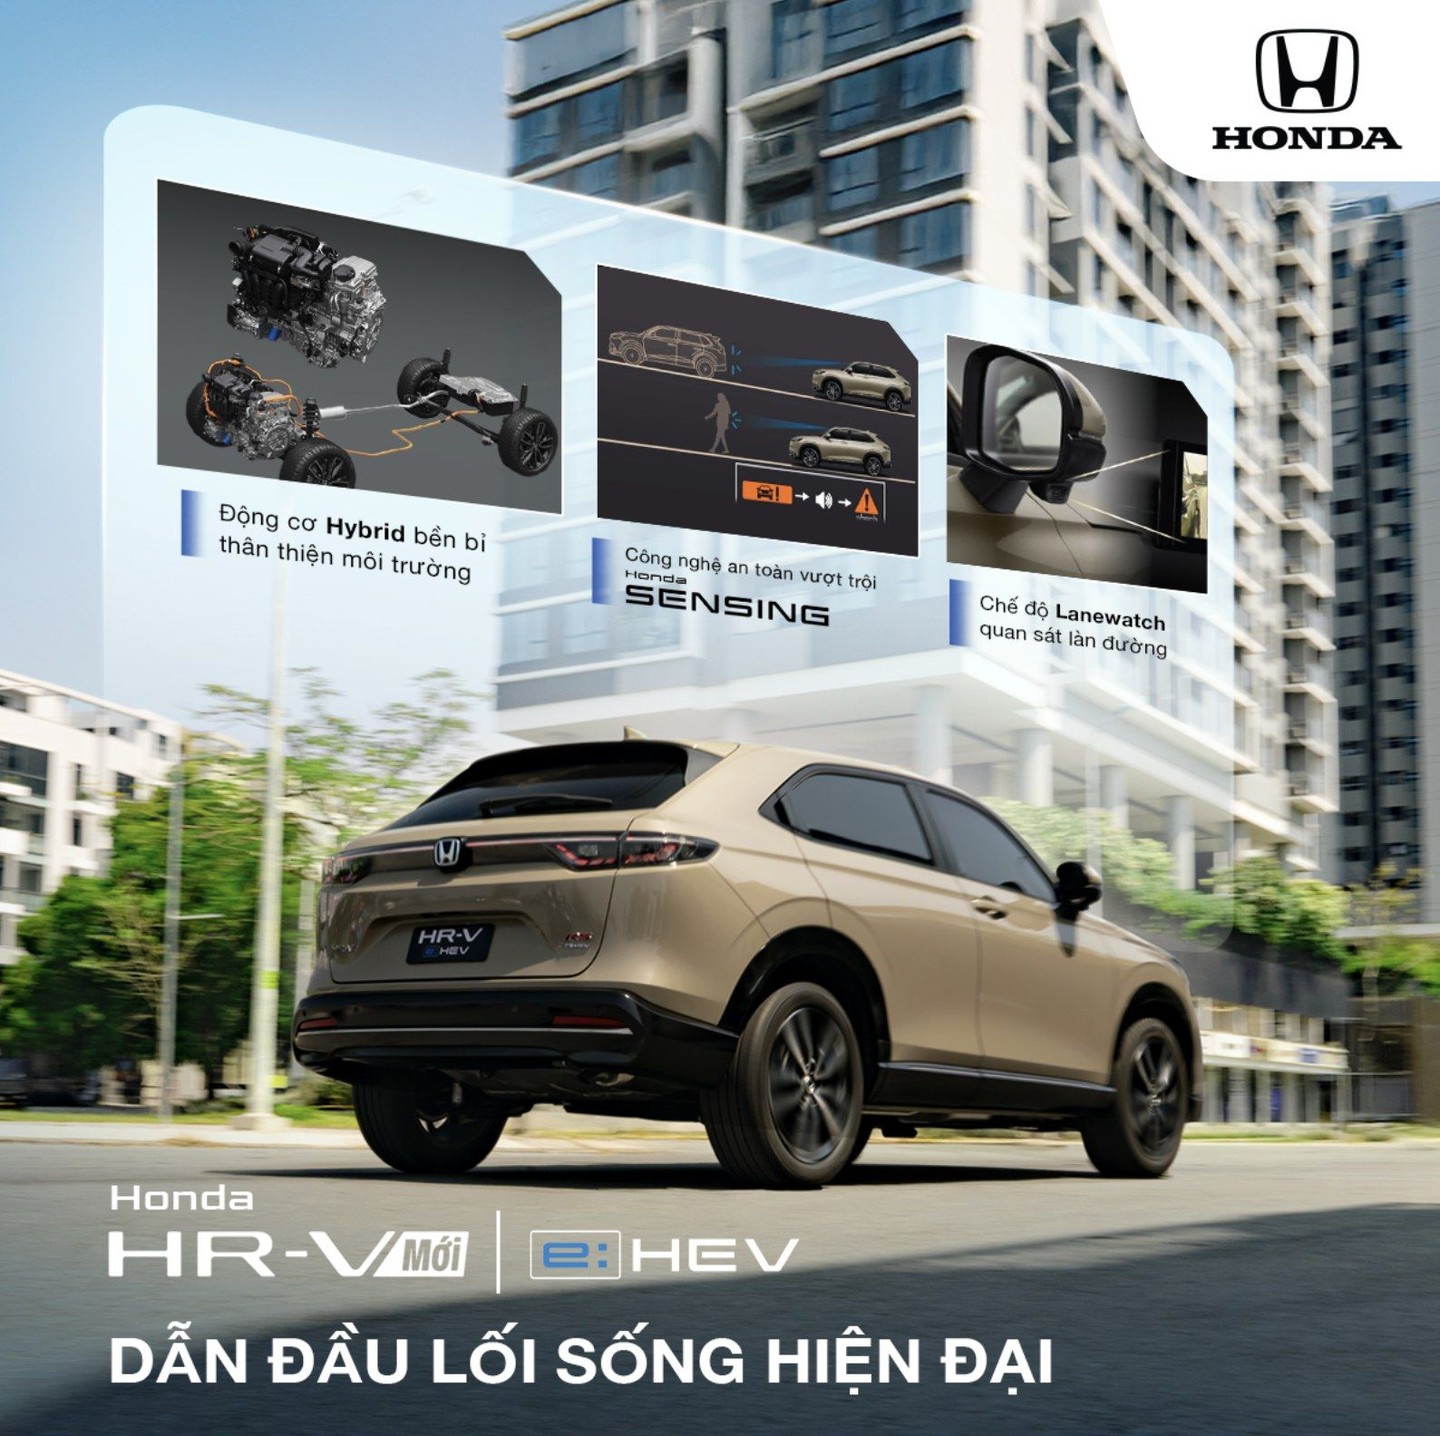 HONDA
Động cơ Hybrid bền bỉ
thân thiện môi trường
Công nghệ an toàn vượt trội
Honda
SENSING
Chế độ Lanewatch
quan sát làn đường
HR-V
e:HEV
Honda
HR-V Mới
e:HEV
DẪN ĐẦU LỐI SỐNG HIỆN ĐẠI